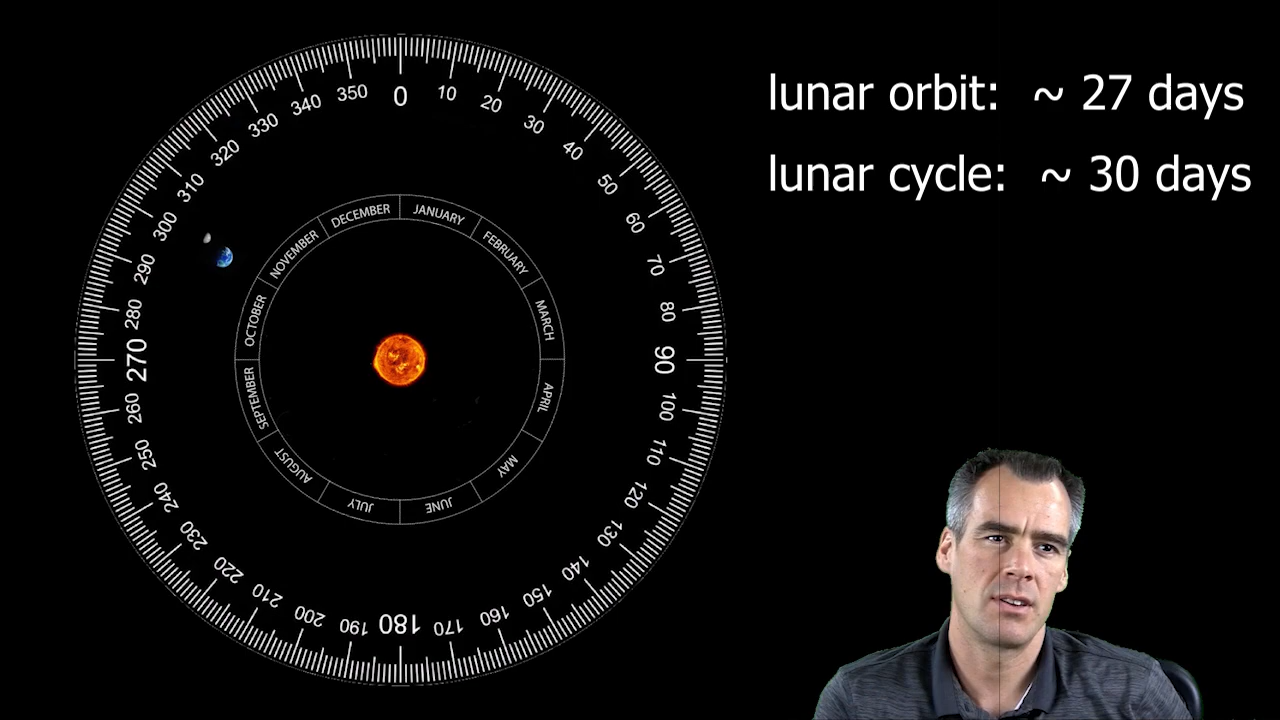 lunar orbit: ~ 27 days
lunar cycle: ~ 30 days
0
10
20
30
40
50
60
70
80
90
100
110
120
130
140
150
160
170
180
190
200
210
220
230
240
250
260
270
280
290
300
310
320
330
340
350
JANUARY
FEBRUARY
MARCH
APRIL
MAY
JUNE
JULY
AUGUST
SEPTEMBER
OCTOBER
NOVEMBER
DECEMBER